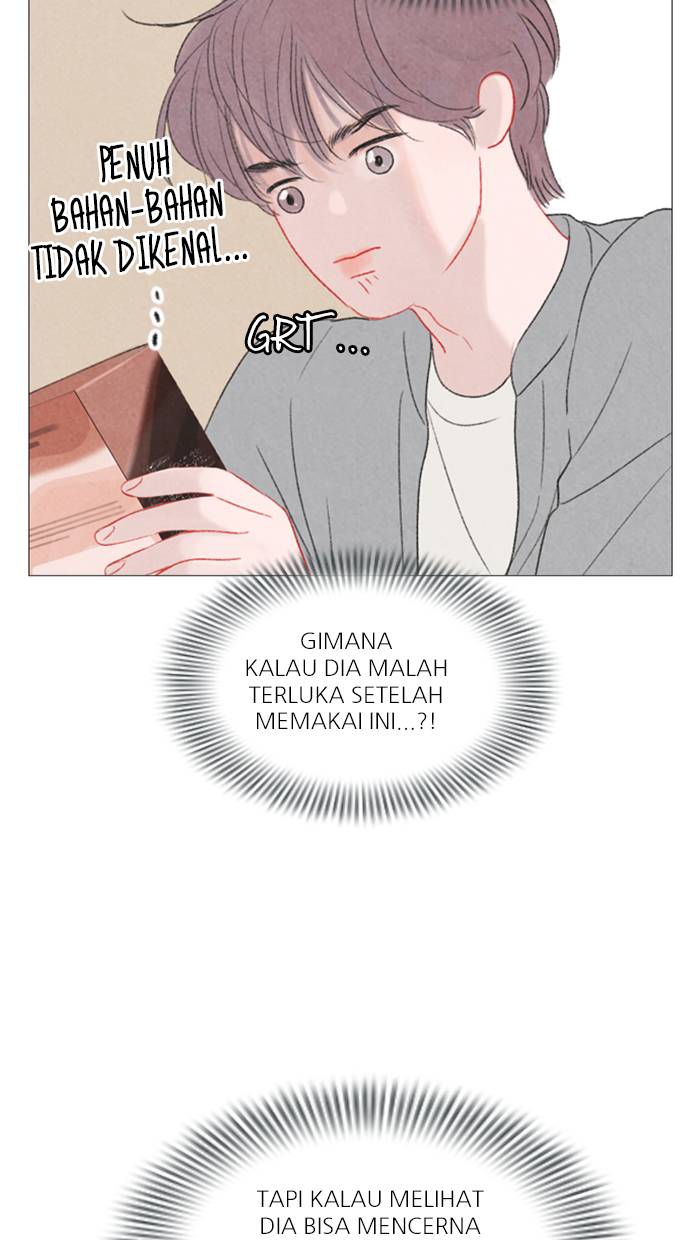 PENUH
BAHAN-BAHAN
TIDAK DIKENAL...
GRT...
GIMANA
KALAU DIA MALAH
TERLUKA SETELAH
MEMAKAI INI...?!
TAPI KALAU MELIHAT
DIA BISA MENCERNA